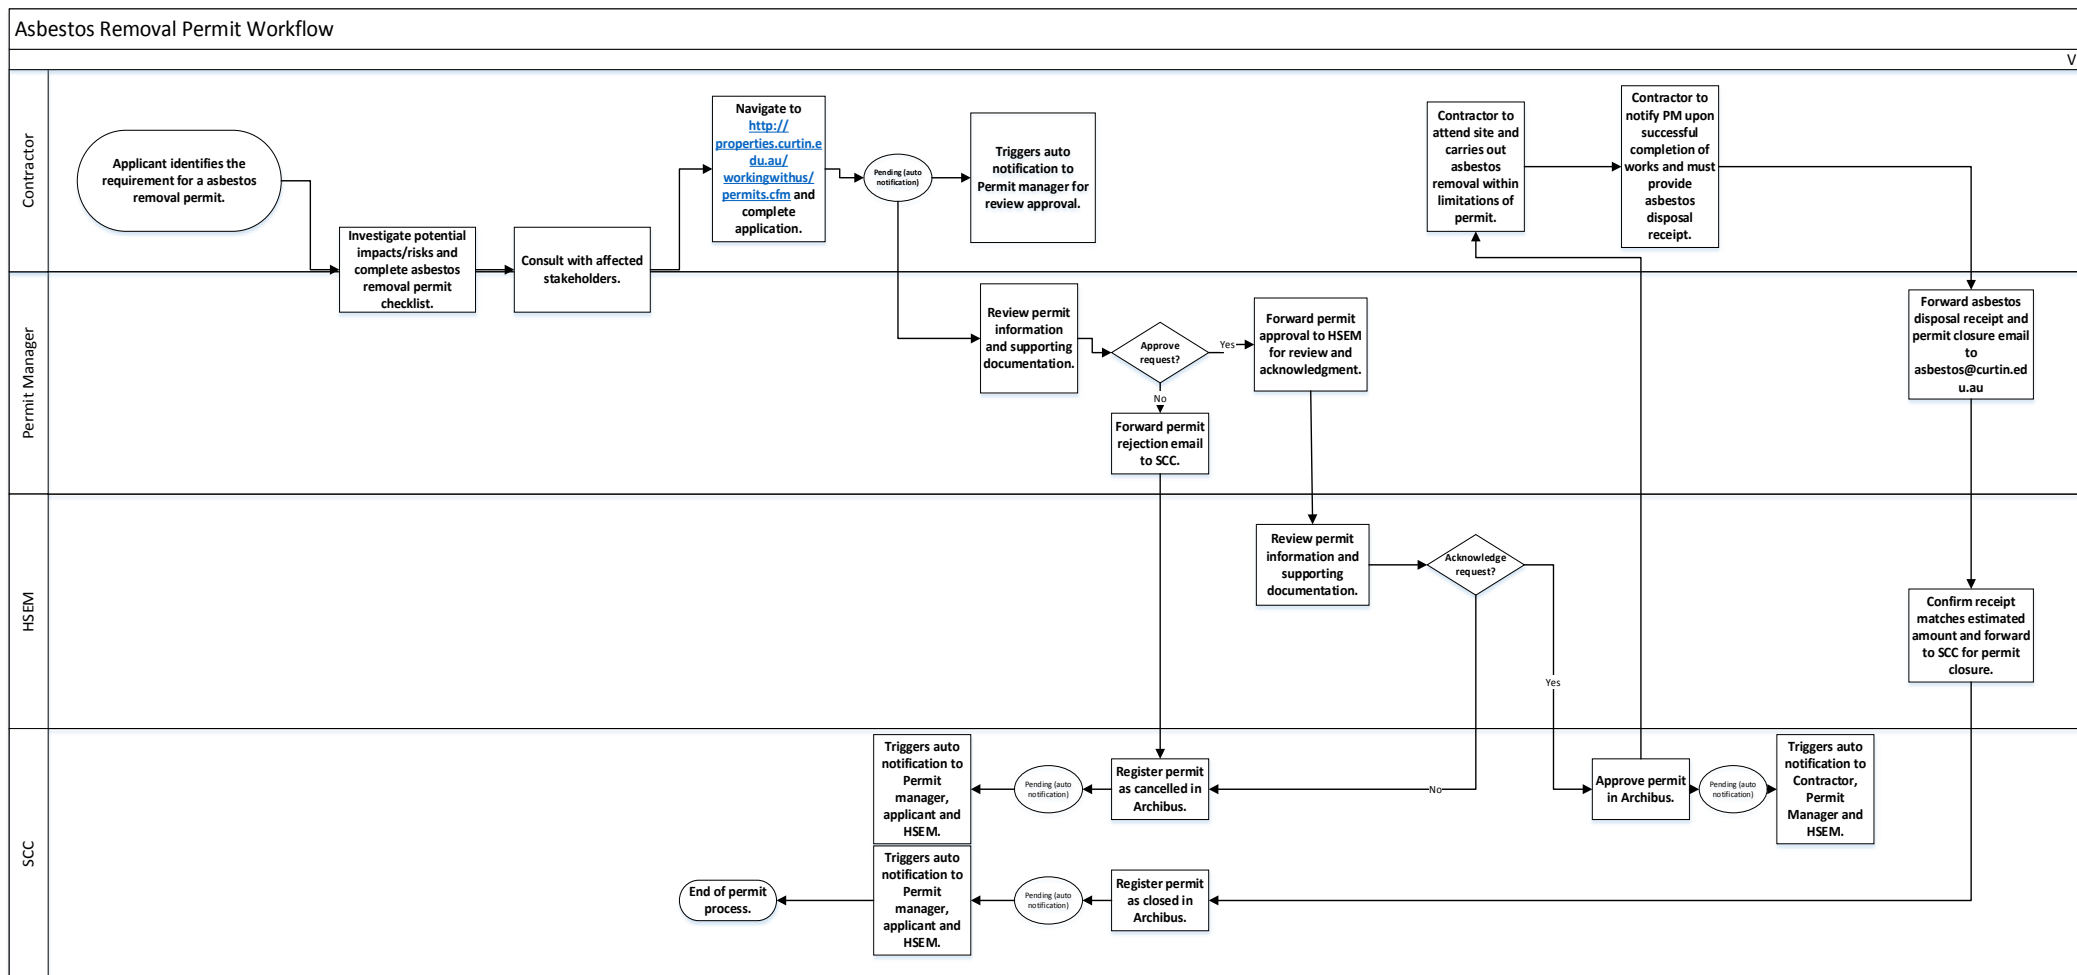 Asbestos Removal Permit Workflow
V
Contractor
Applicant identifies the
requirement for a asbestos
removal permit.
Investigate potential
impacts/risks and
complete asbestos
removal permit
checklist.
Consult with affected
stakeholders.
Navigate to
http://
properties.curtin.e
du.au/
workingwithus/
permits.cfm and
complete
application.
Pending (auto
notification)
Triggers auto
notification to
Permit manager for
review approval.
Contractor to
attend site and
carries out
asbestos
removal within
limitations of
permit.
Contractor to
notify PM upon
successful
completion of
works and must
provide
asbestos
disposal
receipt.
Permit Manager
Review permit
information
and supporting
documentation.
Approve
request?
Yes
No
Forward permit
approval to HSEM
for review and
acknowledgment.
Forward permit
rejection email
to SCC.
Forward asbestos
disposal receipt and
permit closure email
to
asbestos@curtin.ed
u.au
HSEM
Review permit
information and
supporting
documentation.
Acknowledge
request?
Yes
No
Confirm receipt
matches estimated
amount and forward
to SCC for permit
closure.
SCC
Triggers auto
notification to
Permit
manager,
applicant and
HSEM.
Pending (auto
notification)
Register permit
as cancelled in
Archibus.
Approve permit
in Archibus.
Pending (auto
notification)
Triggers auto
notification to
Contractor,
Permit
Manager and
HSEM.
End of permit
process.
Triggers auto
notification to
Permit
manager,
applicant and
HSEM.
Pending (auto
notification)
Register permit
as closed in
Archibus.